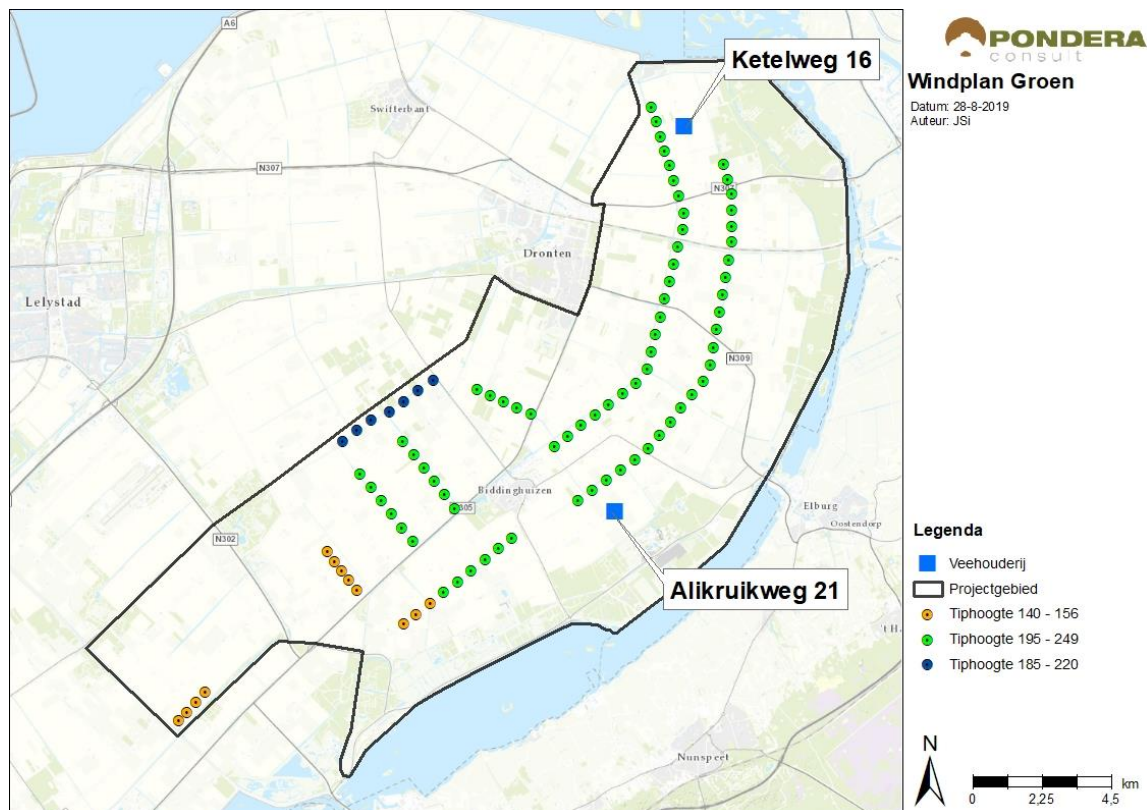 PONDERA
consult
Windplan Groen
Datum: 28-8-2019
Auteur: JSi
Ketelweg 16
A6
Swifterbant
N307
N307
Dronten
Lelystad
N309
Biddinghuizen
N305
Elburg
Oostendorp
N302
Alikruikweg 21
't Ha
Nunspeet
Legenda
Veehouderij
Projectgebied
Tiphoogte 140 - 156
Tiphoogte 195 - 249
Tiphoogte 185 - 220
N
0 2,25 4,5 km